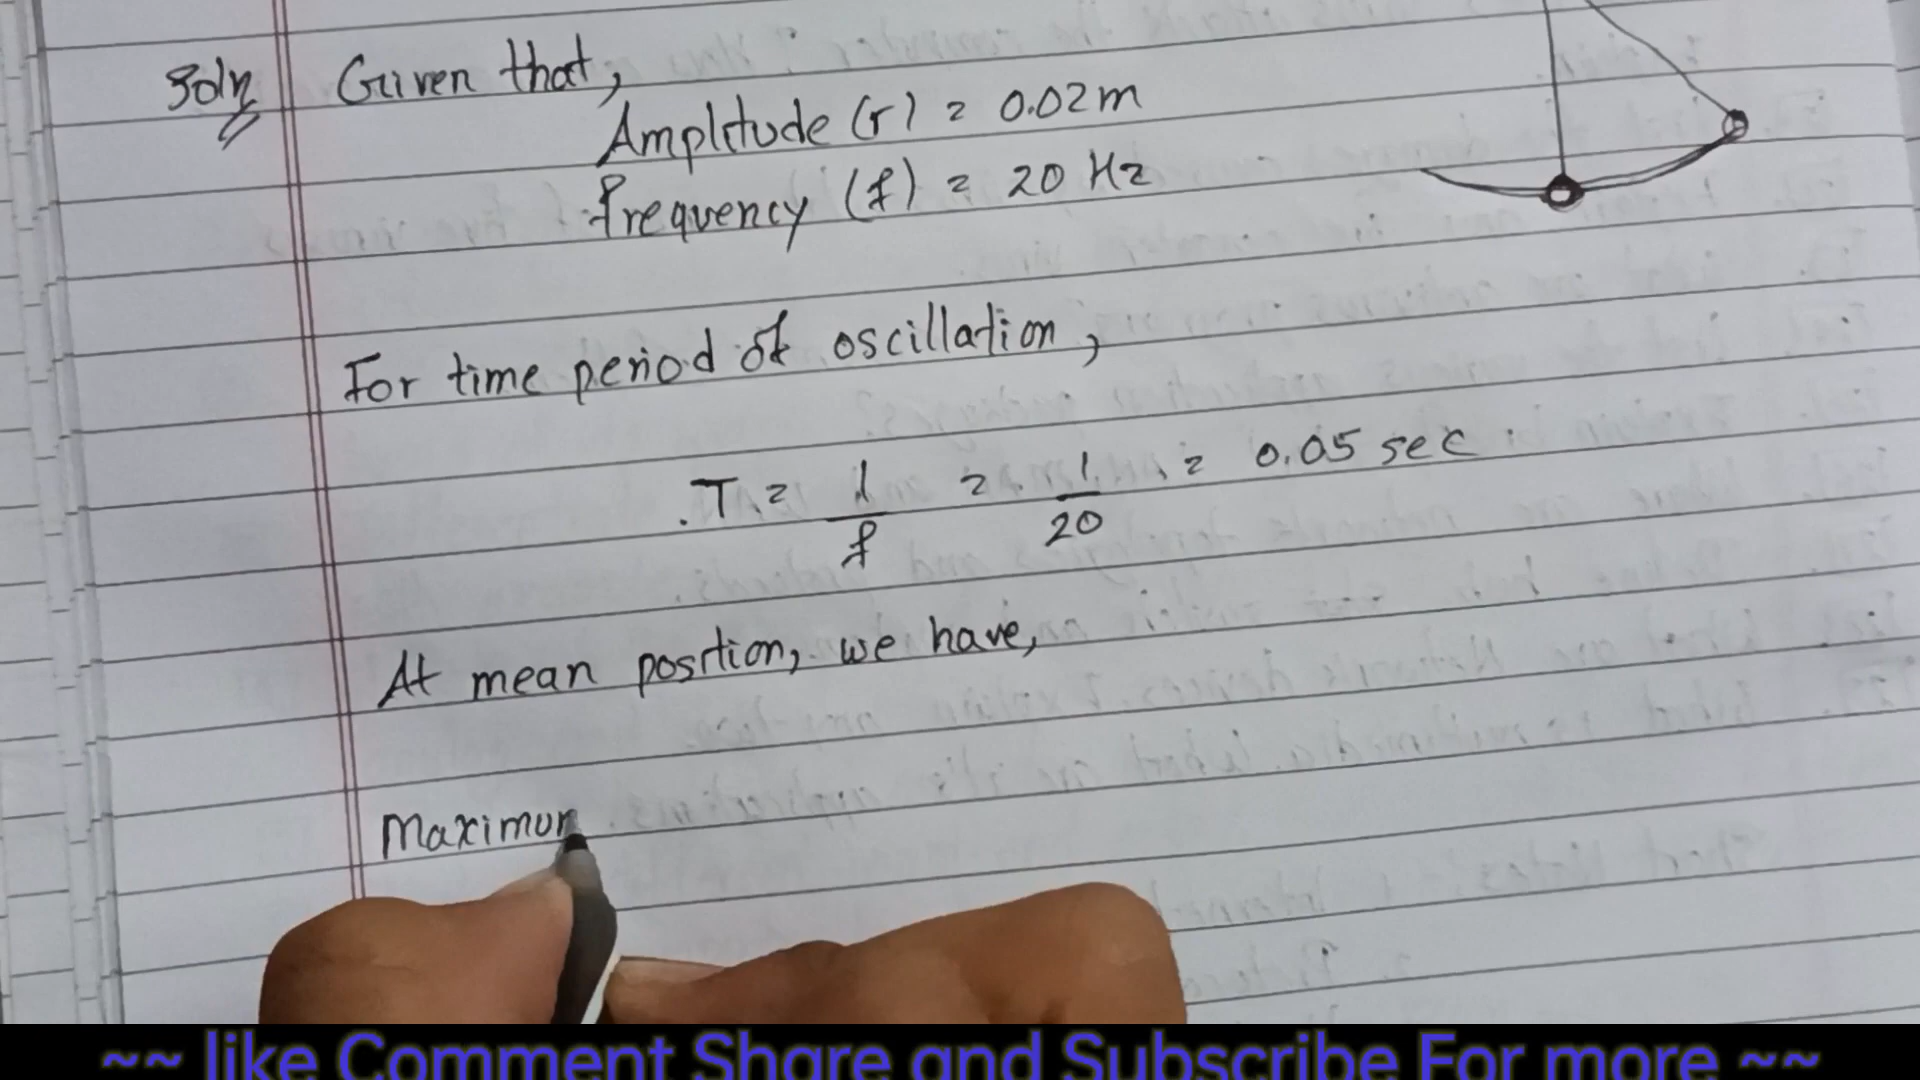 Soln Given that,
Amplitude (r) = 0.02m
frequency (f) = 20 Hz
For time period of oscillation,
T = 1/f = 1/20 = 0.05 sec.
At mean position, we have,
Maximum
~~ like Comment Share and Subscribe For more ~~